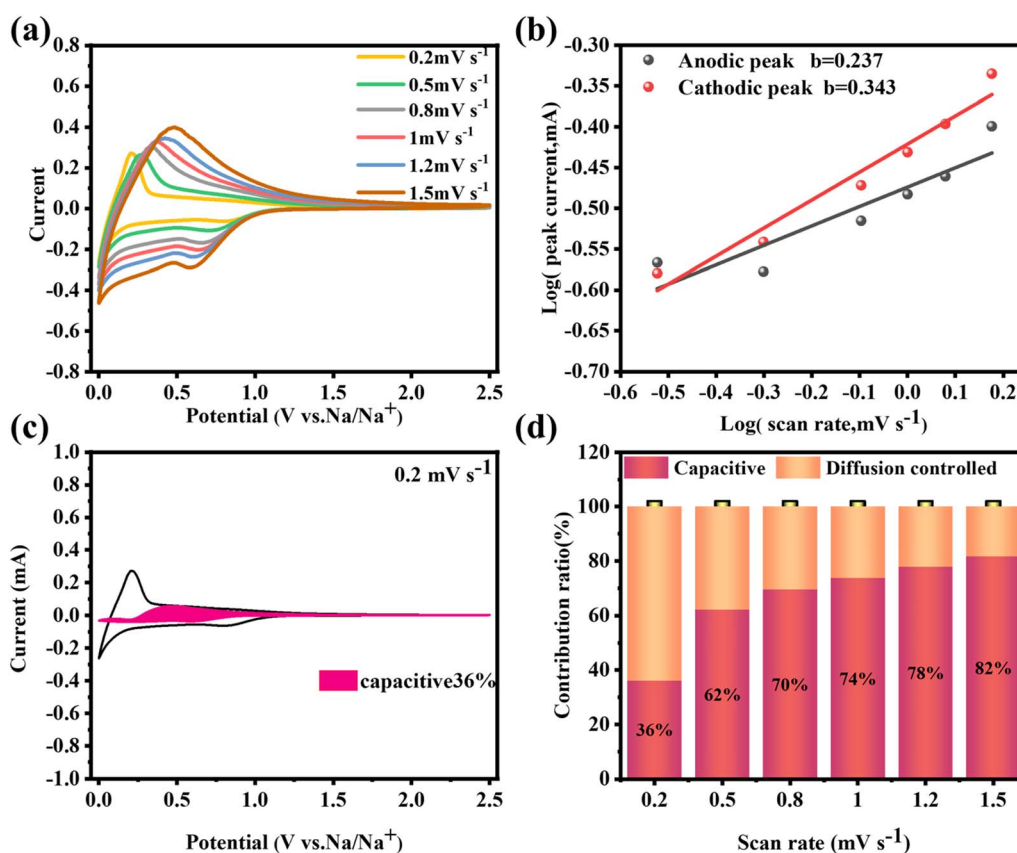 (a)
0.8
0.6
0.4
0.2
0.0
-0.2
-0.4
-0.6
-0.8
Current
0.2mV s⁻¹
0.5mV s⁻¹
0.8mV s⁻¹
1mV s⁻¹
1.2mV s⁻¹
1.5mV s⁻¹
0.0 0.5 1.0 1.5 2.0 2.5
Potential (V vs.Na/Na⁺)
(b)
-0.30
-0.35
-0.40
-0.45
-0.50
-0.55
-0.60
-0.65
-0.70
Log( peak current,mA)
Anodic peak b=0.237
Cathodic peak b=0.343
-0.6 -0.5 -0.4 -0.3 -0.2 -0.1 0.0 0.1 0.2
Log( scan rate,mV s⁻¹)
(c)
1.0
0.8
0.6
0.4
0.2
0.0
-0.2
-0.4
-0.6
-0.8
-1.0
Current (mA)
0.2 mV s⁻¹
capacitive36%
0.0 0.5 1.0 1.5 2.0 2.5
Potential (V vs.Na/Na⁺)
(d)
120
100
80
60
40
20
0
Contribution ratio(%)
Capacitive Diffusion controlled
36% 62% 70% 74% 78% 82%
0.2 0.5 0.8 1 1.2 1.5
Scan rate (mV s⁻¹)